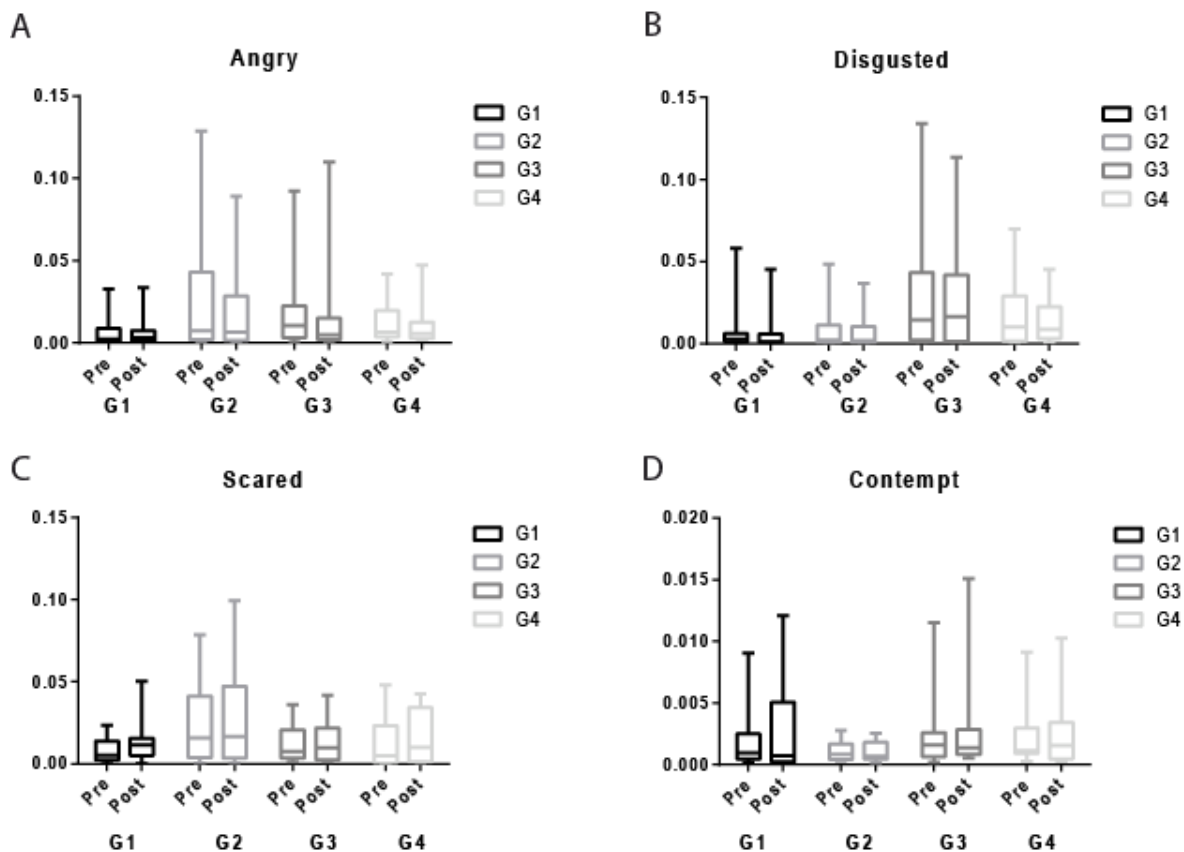 A
Angry
0.15
0.10
0.05
0.00
Pre Post Pre Post Pre Post Pre Post
G1 G2 G3 G4
G1
G2
G3
G4
B
Disgusted
0.15
0.10
0.05
0.00
Pre Post Pre Post Pre Post Pre Post
G1 G2 G3 G4
G1
G2
G3
G4
C
Scared
0.15
0.10
0.05
0.00
Pre Post Pre Post Pre Post Pre Post
G1 G2 G3 G4
G1
G2
G3
G4
D
Contempt
0.020
0.015
0.010
0.005
0.000
Pre Post Pre Post Pre Post Pre Post
G1 G2 G3 G4
G1
G2
G3
G4